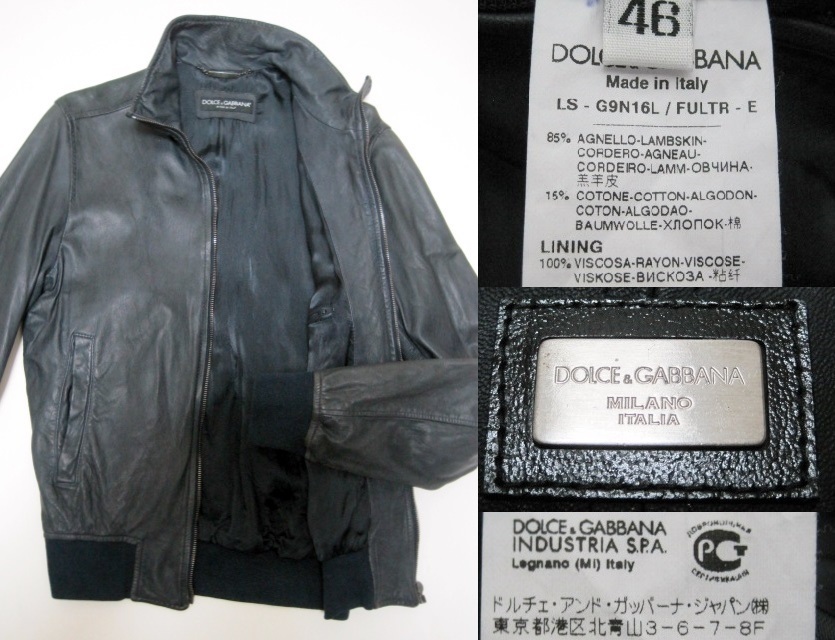 DOLCE & GABBANA
46
DOLCE & GABBANA
Made in Italy
LS - G9N16L / FULTR - E
85% AGNELLO-LAMBSKIN-
CORDERO-AGNEAU-
CORDEIRO-LAMM-ОВЧИНА-
羔羊皮
15% COTONE-COTTON-ALGODON-
COTON-ALGODAO-
BAUMWOLLE-ХЛОПОК-棉
LINING
100% VISCOSA-RAYON-VISCOSE-
VISKOSE-ВИСКОЗА-粘纤
DOLCE & GABBANA
MILANO
ITALIA
DOLCE & GABBANA
INDUSTRIA S.P.A.
Legnano (MI) Italy
РСТ
ドルチェ・アンド・ガッバーナ・ジャパン㈱
東京都港区北青山3-6-7-8F